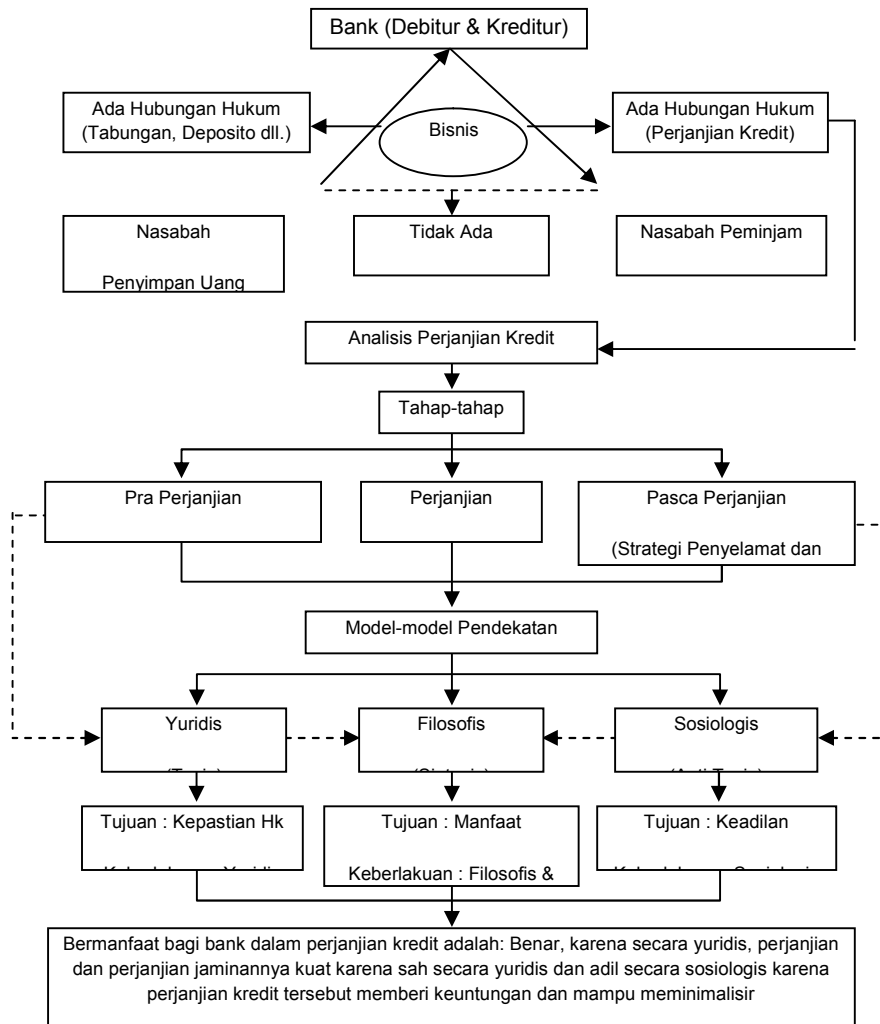 Bank (Debitur & Kreditur)
Ada Hubungan Hukum
(Tabungan, Deposito dll.)
Bisnis
Ada Hubungan Hukum
(Perjanjian Kredit)
Nasabah
Penyimpan Uang
Tidak Ada
Nasabah Peminjam
Analisis Perjanjian Kredit
Tahap-tahap
Pra Perjanjian
Perjanjian
Pasca Perjanjian
(Strategi Penyelamat dan
Model-model Pendekatan
Yuridis
Filosofis
Sosiologis
Tujuan : Kepastian Hk
Tujuan : Manfaat
Keberlakuan : Filosofis &
Tujuan : Keadilan
Bermanfaat bagi bank dalam perjanjian kredit adalah: Benar, karena secara yuridis, perjanjian
dan perjanjian jaminannya kuat karena sah secara yuridis dan adil secara sosiologis karena
perjanjian kredit tersebut memberi keuntungan dan mampu meminimalisir